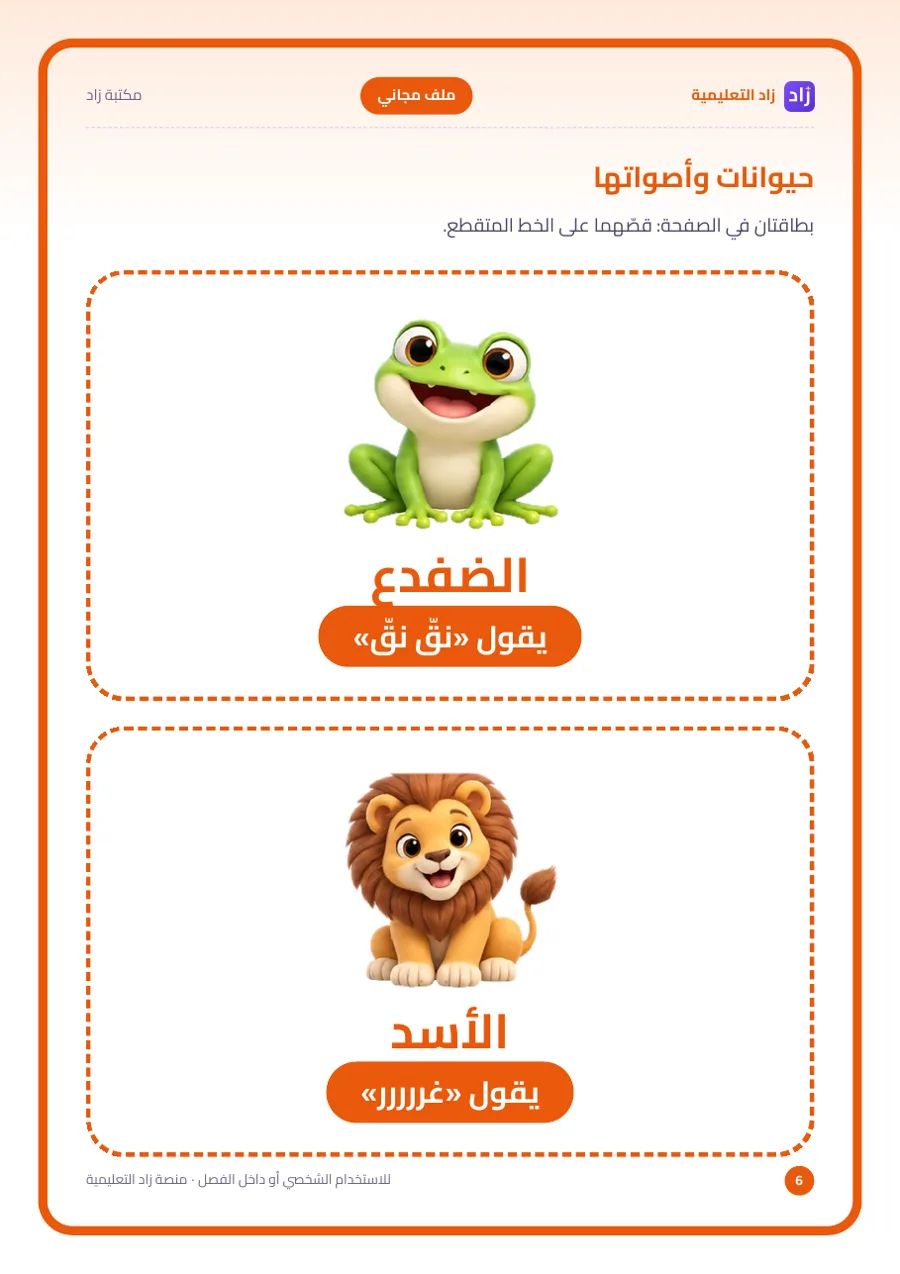 زاد
زاد التعليمية
ملف مجاني
مكتبة زاد
حيوانات وأصواتها
بطاقتان في الصفحة: قصّهما على الخط المتقطع.
الضفدع
يقول «نقّ نقّ»
الأسد
يقول «غررررر»
6
للاستخدام الشخصي أو داخل الفصل · منصة زاد التعليمية